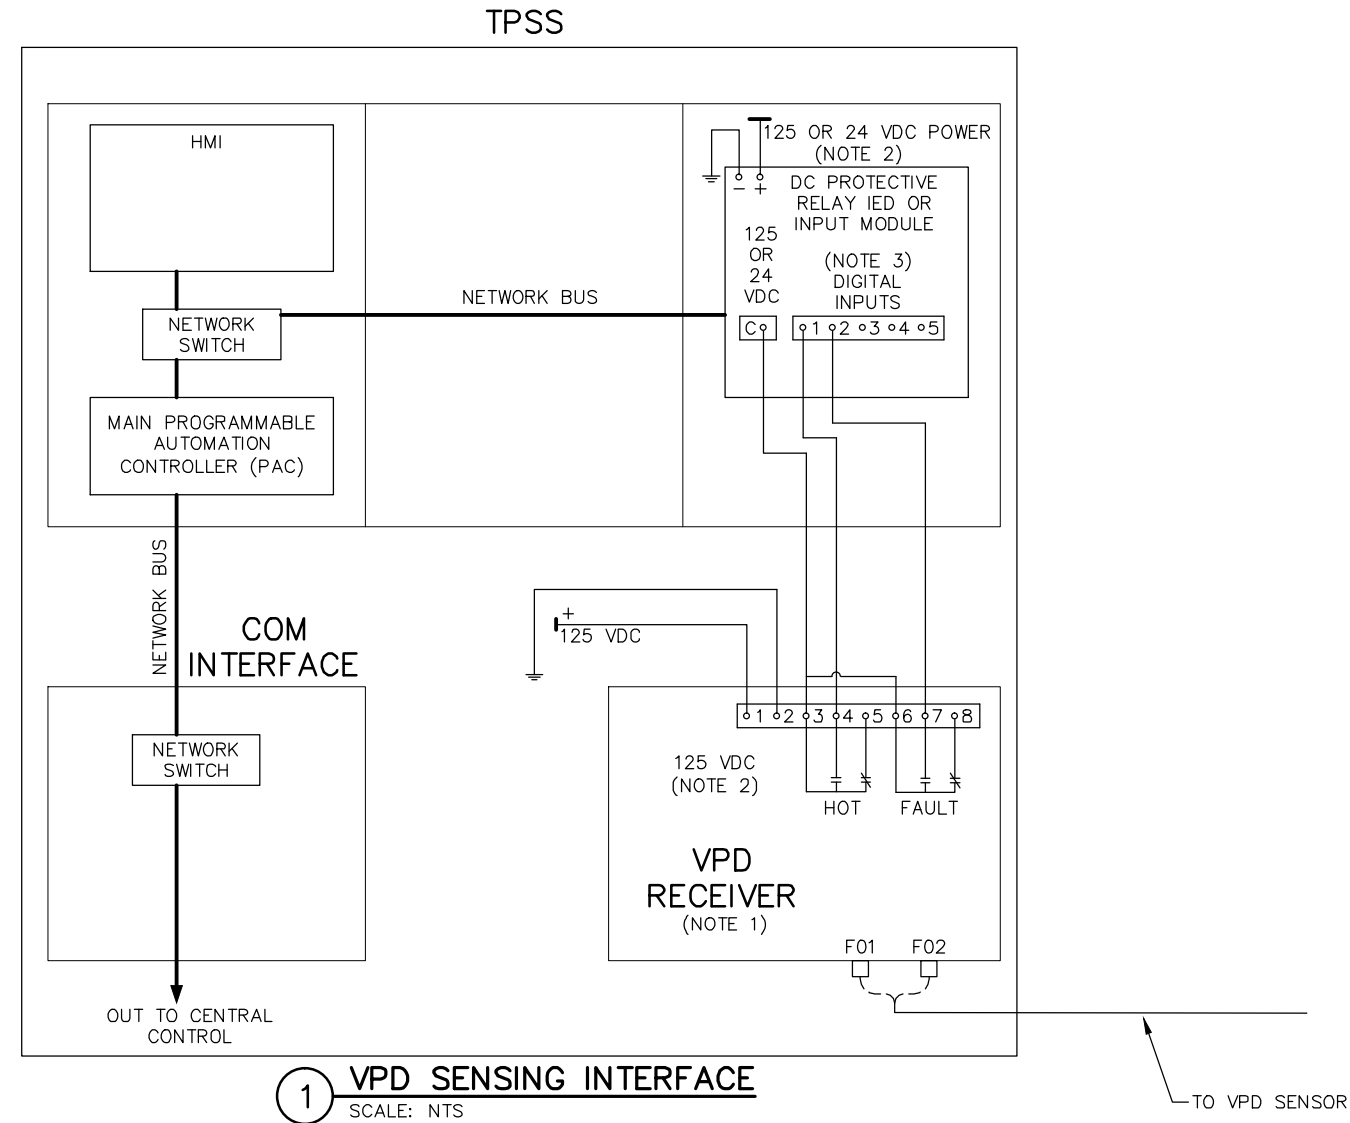 TPSS
HMI
125 OR 24 VDC POWER
(NOTE 2)
- +
DC PROTECTIVE
RELAY IED OR
INPUT MODULE
125
OR
24
VDC
(NOTE 3)
DIGITAL
INPUTS
C
1 2 3 4 5
NETWORK BUS
NETWORK
SWITCH
MAIN PROGRAMMABLE
AUTOMATION
CONTROLLER (PAC)
NETWORK BUS
COM
INTERFACE
+
125 VDC
NETWORK
SWITCH
1 2 3 4 5 6 7 8
125 VDC
(NOTE 2)
HOT
FAULT
VPD
RECEIVER
(NOTE 1)
FO1
FO2
OUT TO CENTRAL
CONTROL
1
VPD SENSING INTERFACE
SCALE: NTS
TO VPD SENSOR